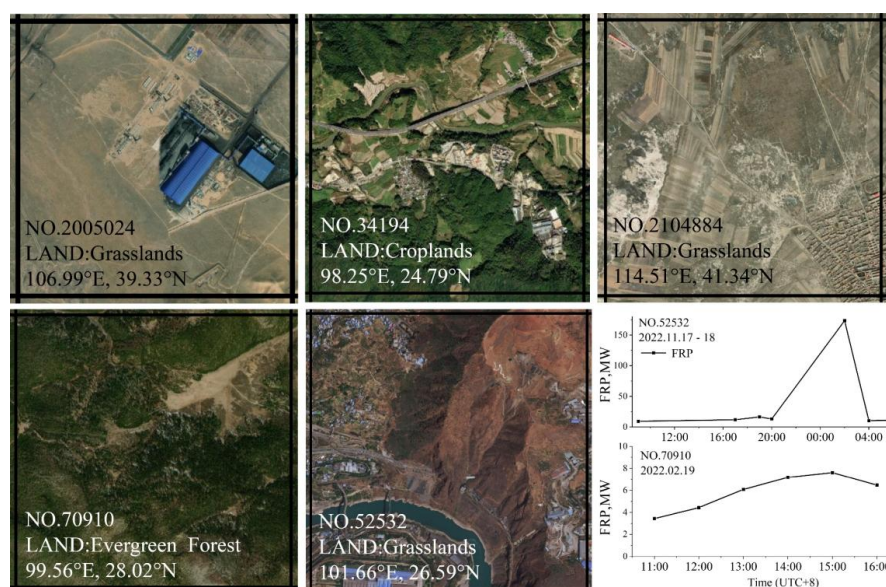 NO.2005024
LAND:Grasslands
106.99°E, 39.33°N
NO.34194
LAND:Croplands
98.25°E, 24.79°N
NO.2104884
LAND:Grasslands
114.51°E, 41.34°N
NO.70910
LAND:Evergreen Forest
99.56°E, 28.02°N
NO.52532
LAND:Grasslands
101.66°E, 26.59°N
FRP,MW
150
100
50
0
NO.52532
2022.11.17 - 18
FRP
12:00 16:00 20:00 00:00 04:00
FRP,MW
10
8
6
4
2
0
NO.70910
2022.02.19
11:00 12:00 13:00 14:00 15:00 16:00
Time (UTC+8)